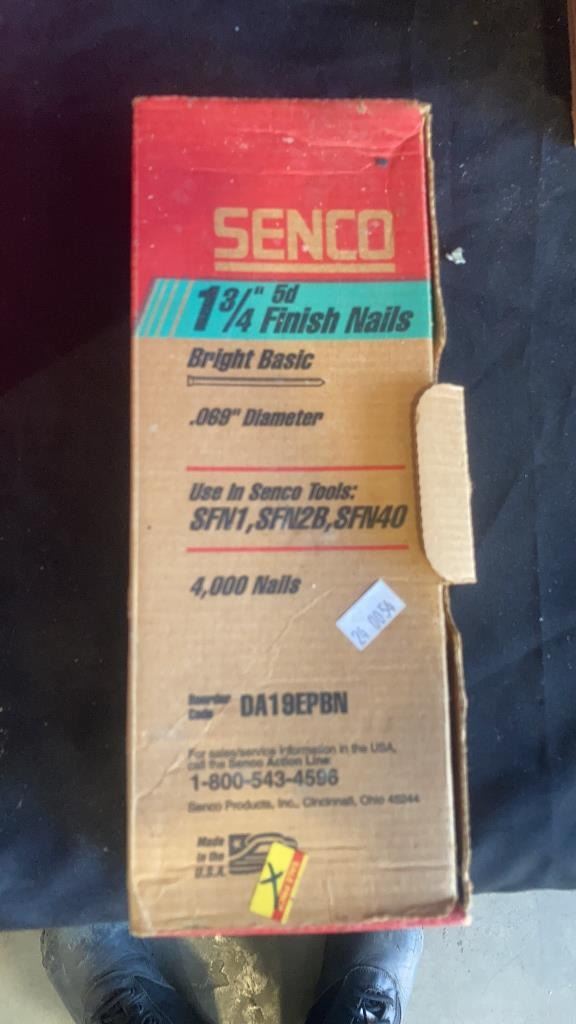 SENCO
1 3/4" 5d
Finish Nails
Bright Basic
.069" Diameter
Use In Senco Tools:
SFN1,SFN2B,SFN40
4,000 Nails
24 0054
Reorder
Code DA19EPBN
For sales/service information in the USA,
call the Senco Action Line
1-800-543-4596
Senco Products, Inc., Cincinnati, Ohio 45244
Made
in the
U.S.A.
X